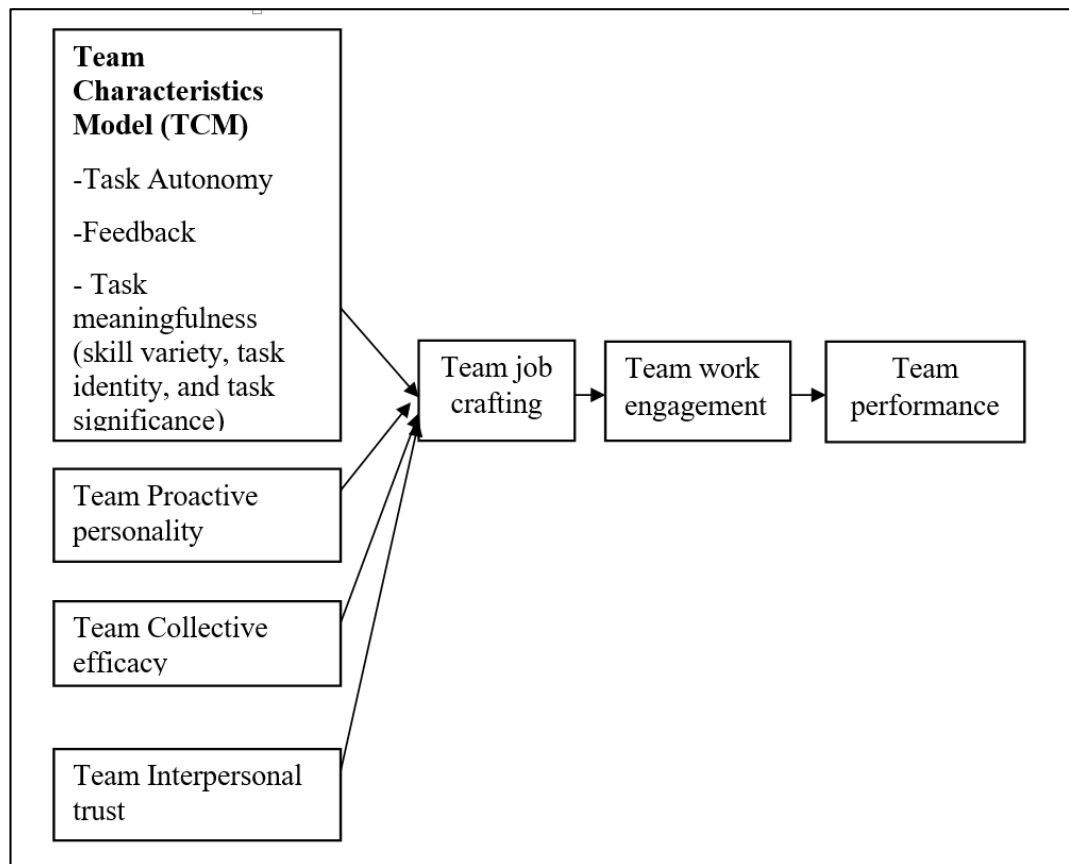 Team
Characteristics
Model (TCM)
-Task Autonomy
-Feedback
- Task
meaningfulness
(skill variety, task
identity, and task
significance)
Team Proactive
personality
Team Collective
efficacy
Team Interpersonal
trust
Team job
crafting
Team work
engagement
Team
performance